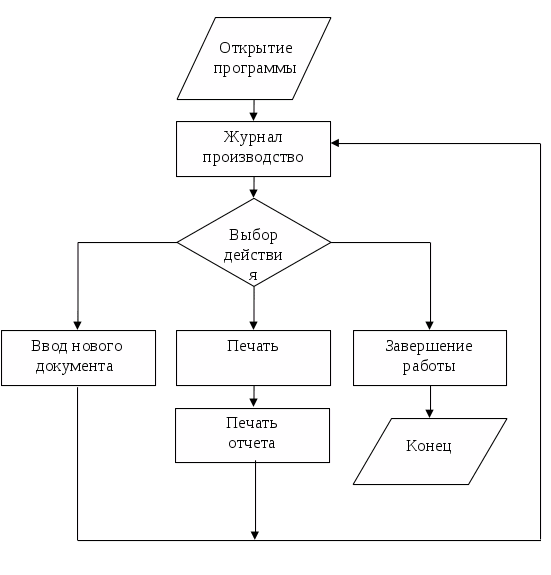 Открытие
программы
Журнал
производство
Выбор
действи
я
Ввод нового
документа
Печать
Завершение
работы
Печать
отчета
Конец